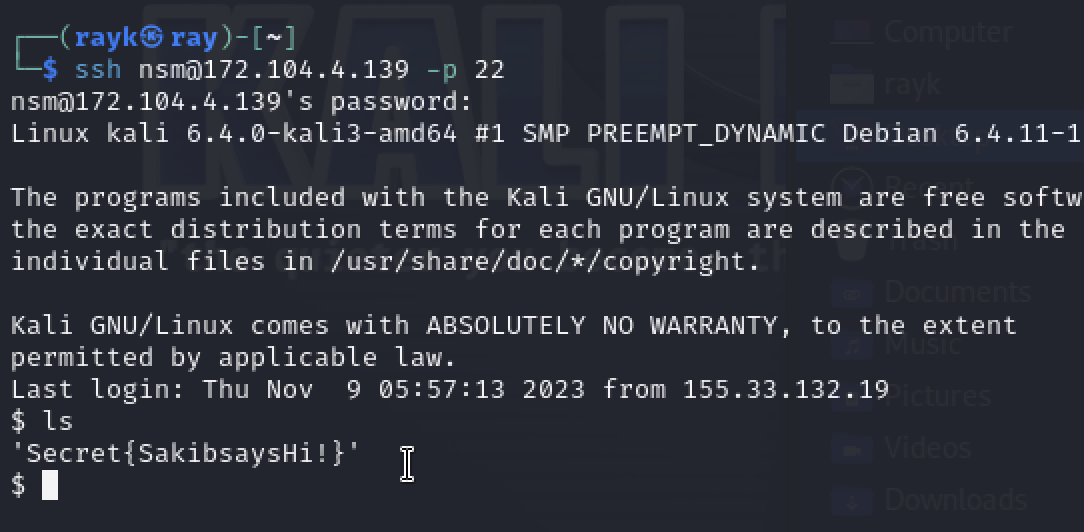 ┌──(rayk㉿ray)-[~]
└─$ ssh nsm@172.104.4.139 -p 22
nsm@172.104.4.139's password:
Linux kali 6.4.0-kali3-amd64 #1 SMP PREEMPT_DYNAMIC Debian 6.4.11-1
The programs included with the Kali GNU/Linux system are free softw
the exact distribution terms for each program are described in the
individual files in /usr/share/doc/*/copyright.
Kali GNU/Linux comes with ABSOLUTELY NO WARRANTY, to the extent
permitted by applicable law.
Last login: Thu Nov  9 05:57:13 2023 from 155.33.132.19
$ ls
'Secret{SakibsaysHi!}'
$
KALI
Computer
rayk
Recent
Trash
Documents
Music
Pictures
Videos
Downloads